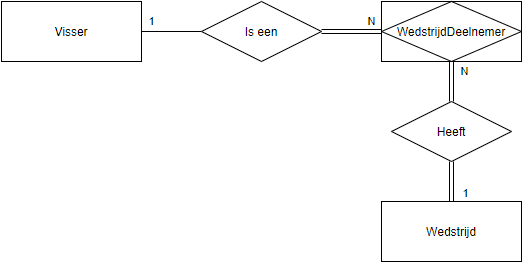 1
N
Visser
Is een
WedstrijdDeelnemer
N
Heeft
1
Wedstrijd